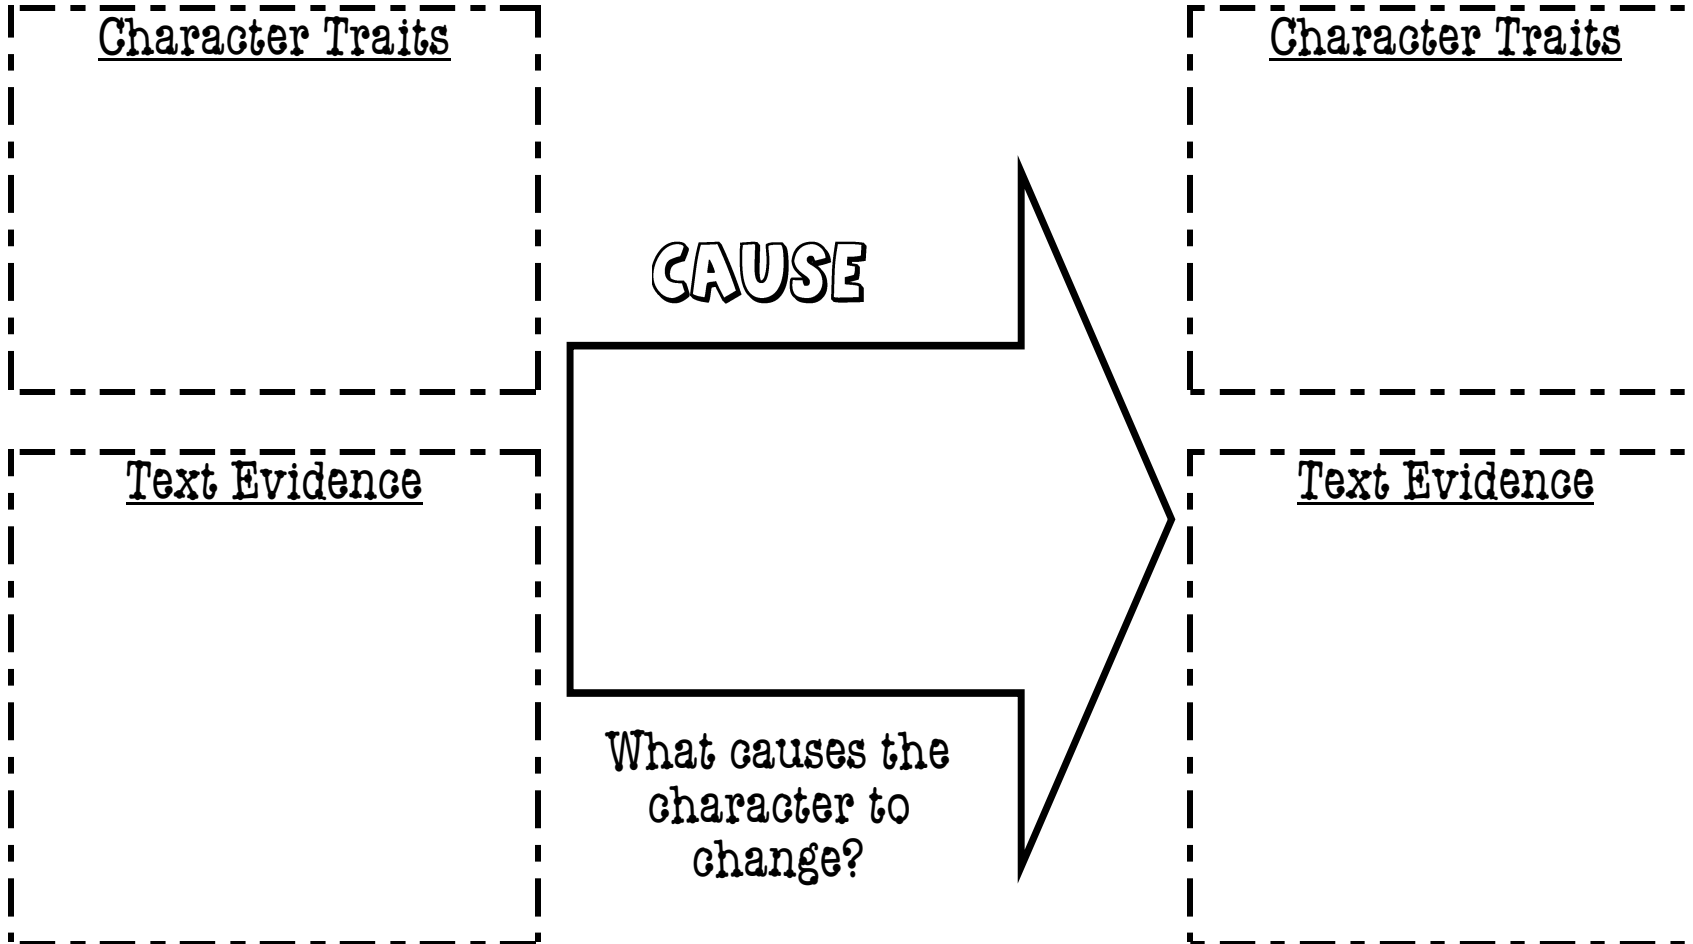 Character Traits
Text Evidence
CAUSE
What causes the
character to
change?
Character Traits
Text Evidence